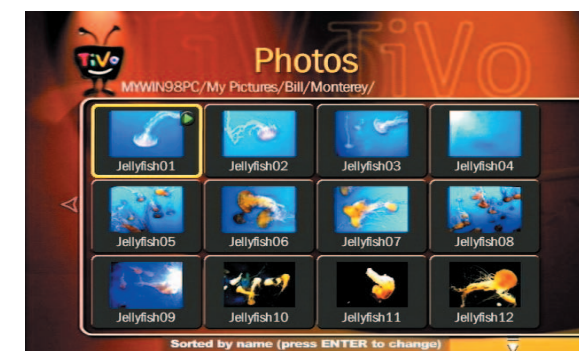 TiVo
TiVo
Photos
MYWIN98PC/My Pictures/Bill/Monterey/
Jellyfish01
Jellyfish02
Jellyfish03
Jellyfish04
Jellyfish05
Jellyfish06
Jellyfish07
Jellyfish08
Jellyfish09
Jellyfish10
Jellyfish11
Jellyfish12
Sorted by name (press ENTER to change)